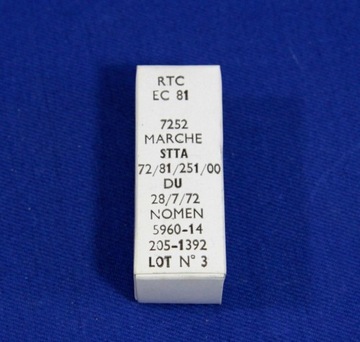 RTC
EC 81
7252
MARCHE
STTA
72/81/251/00
DU
28/7/72
NOMEN
5960-14
205-1392
LOT N° 3